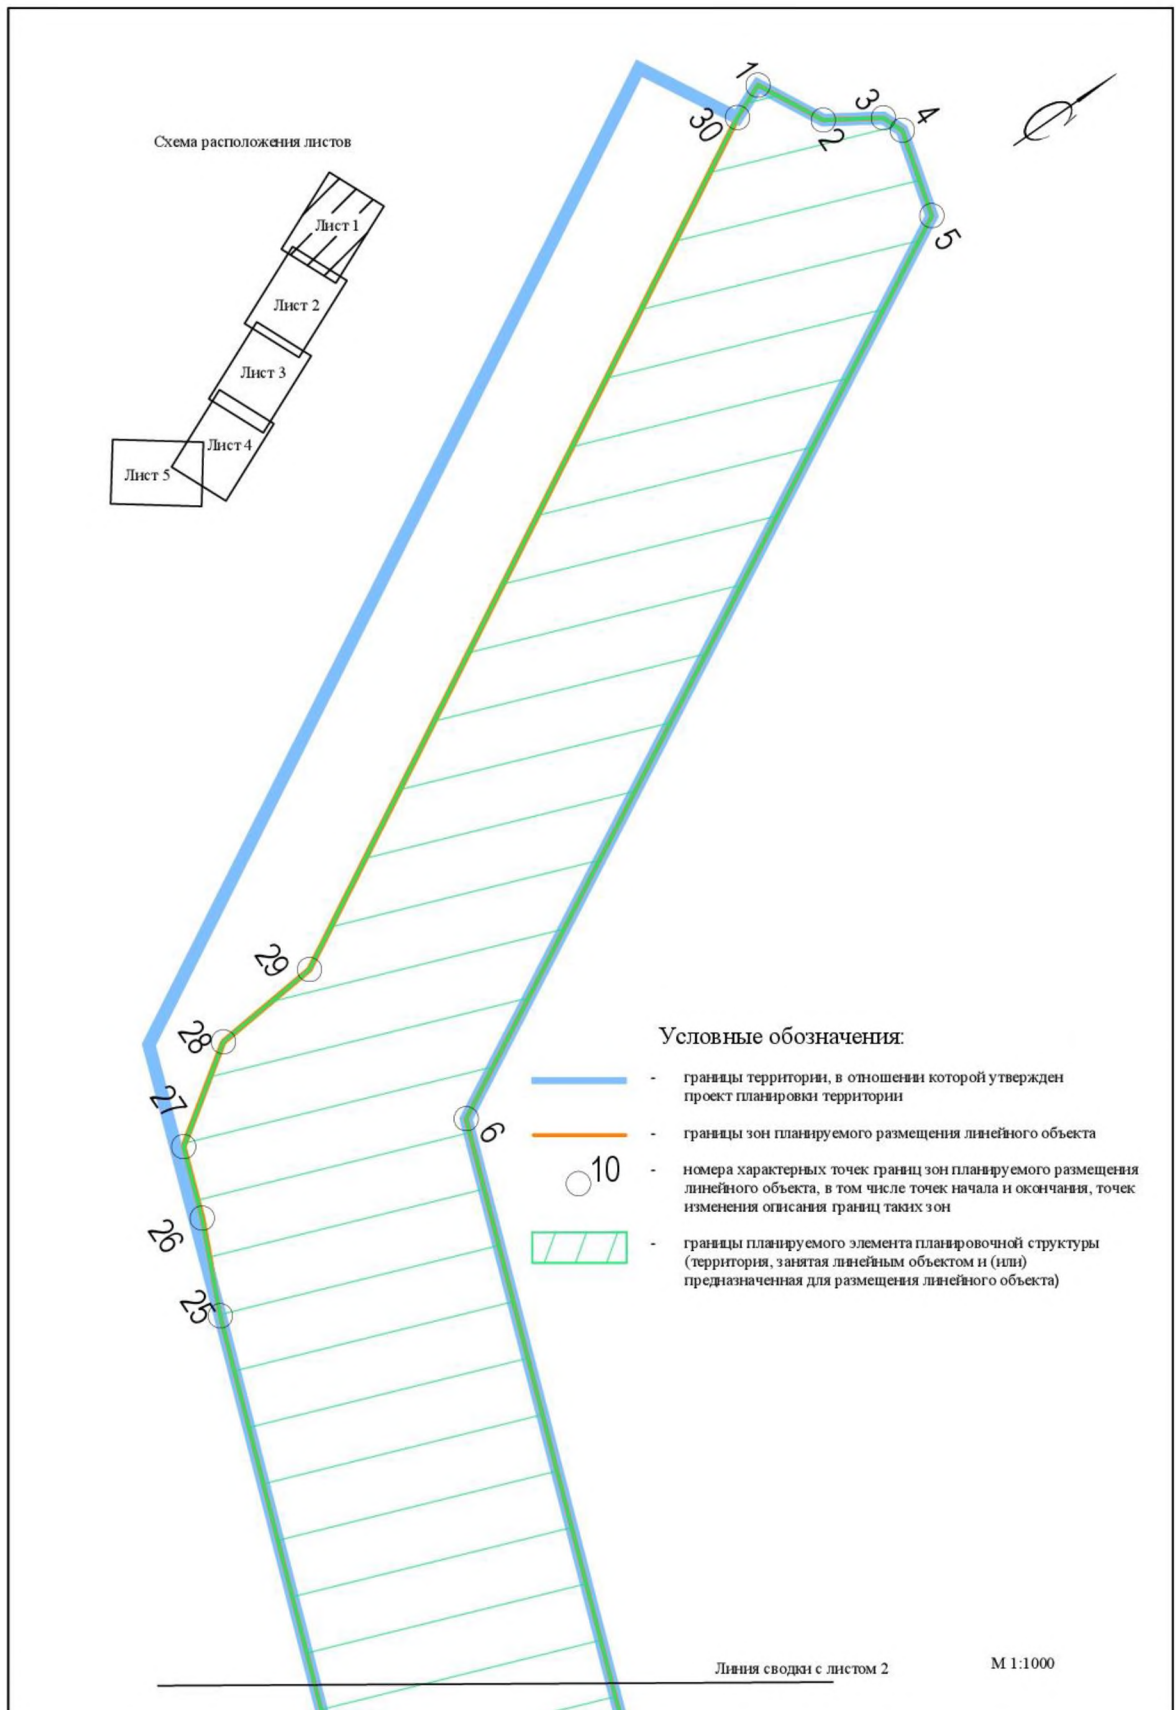 1
30
2
3
4
5
Схема расположения листов
Лист 1
Лист 2
Лист 3
Лист 4
Лист 5
29
28
27
26
25
6
Условные обозначения:
- границы территории, в отношении которой утвержден
проект планировки территории
- границы зон планируемого размещения линейного объекта
10 - номера характерных точек границ зон планируемого размещения
линейного объекта, в том числе точек начала и окончания, точек
изменения описания границ таких зон
- границы планируемого элемента планировочной структуры
(территория, занятая линейным объектом и (или)
предназначенная для размещения линейного объекта)
Линия сводки с листом 2
М 1:1000